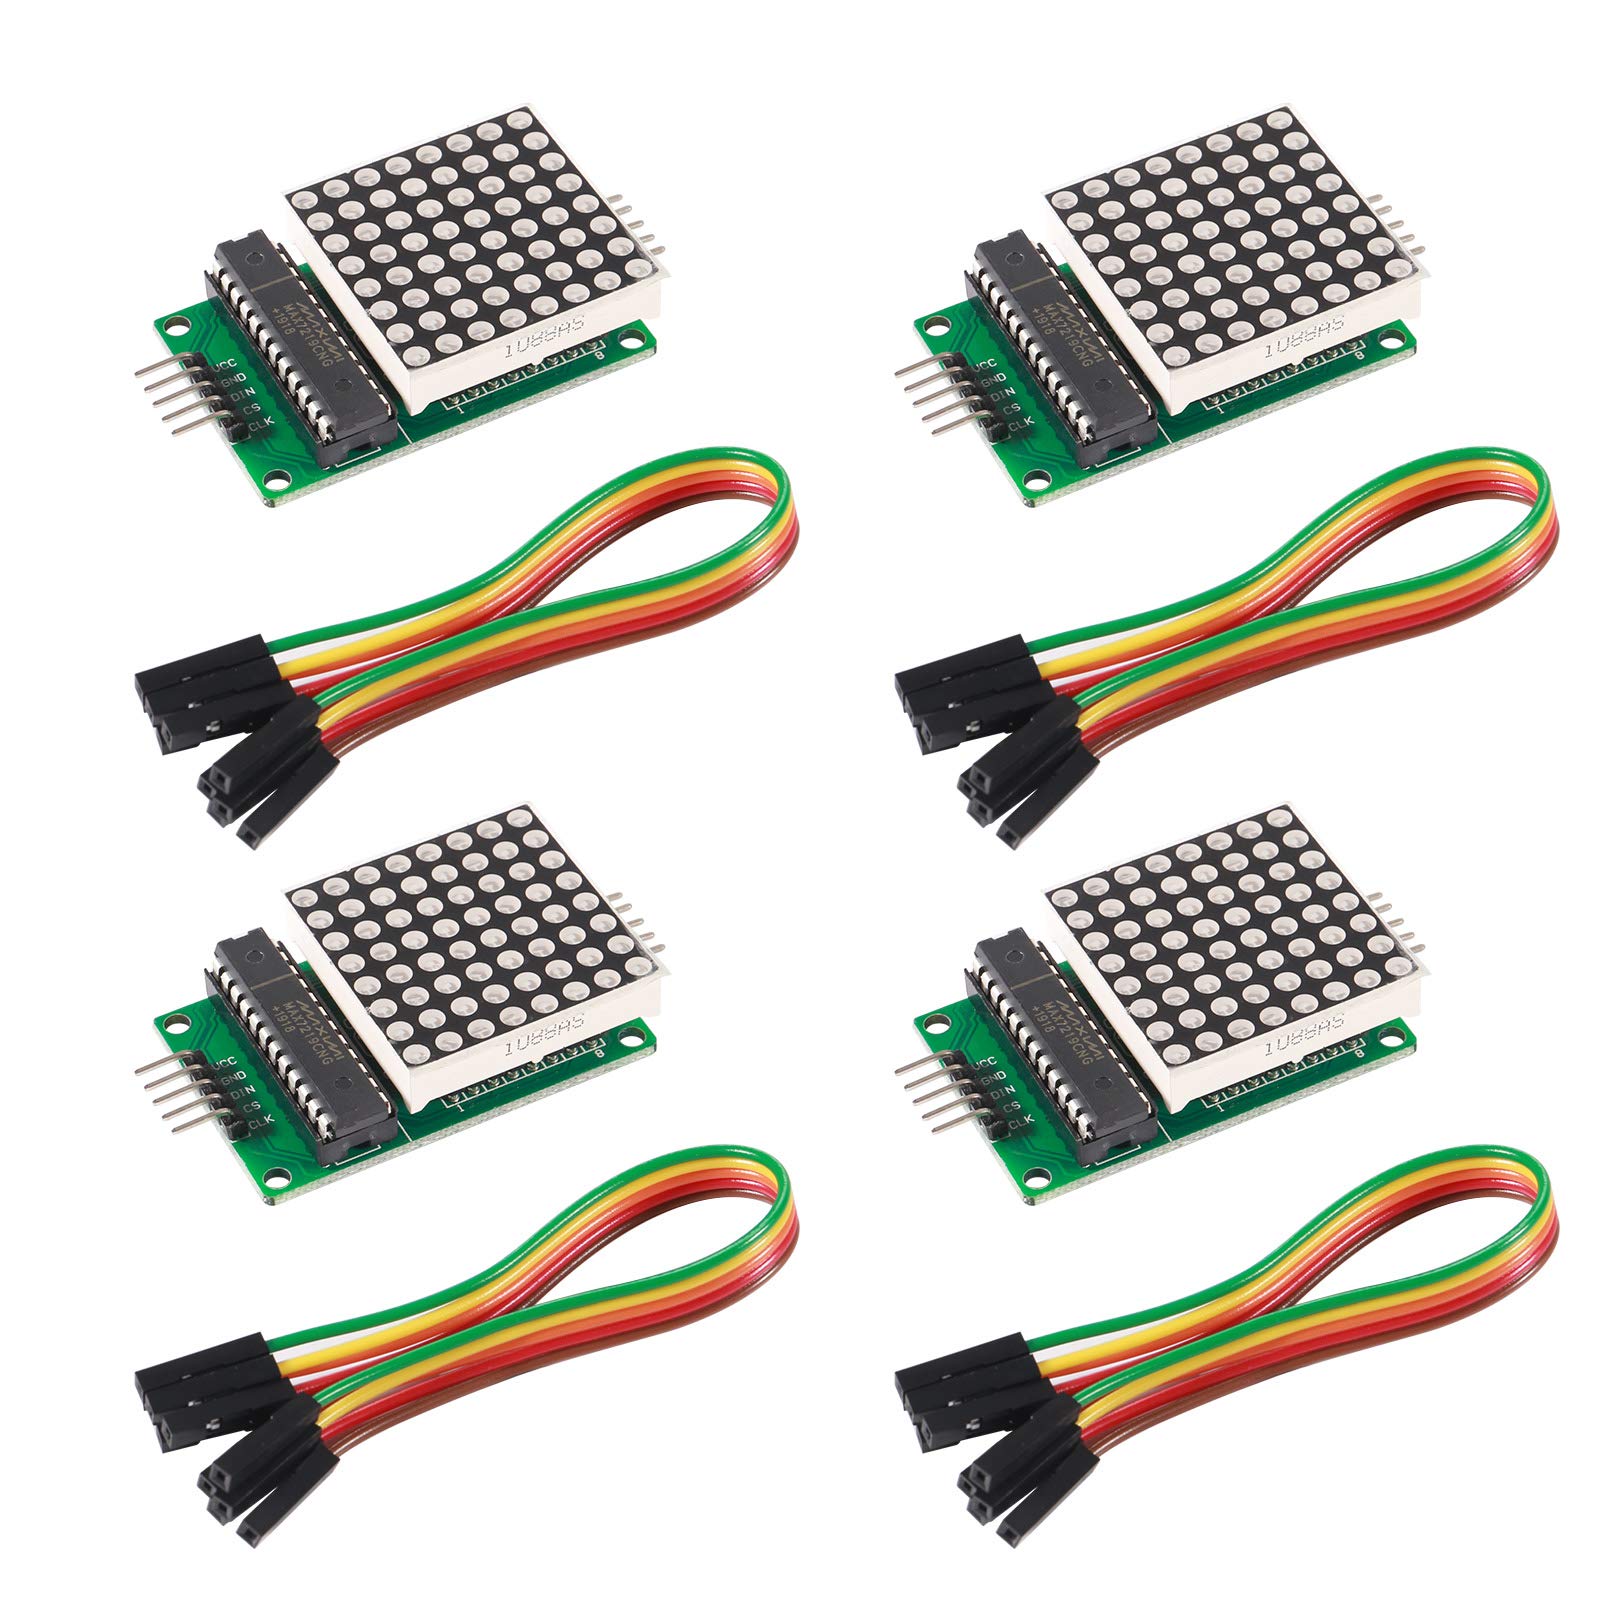 MAXIM
MAX7219CNG
+1918
1088AS
VCC
GND
DIN
CS
CLK
1
8
MAXIM
MAX7219CNG
+1918
1088AS
VCC
GND
DIN
CS
CLK
1
8
MAXIM
MAX7219CNG
+1918
1088AS
VCC
GND
DIN
CS
CLK
1
8
MAXIM
MAX7219CNG
+1918
1088AS
VCC
GND
DIN
CS
CLK
1
8